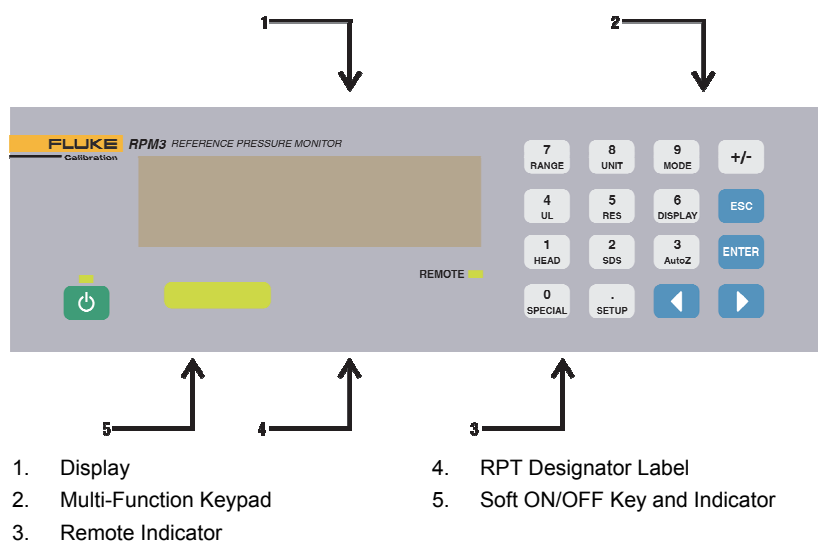 1
2
FLUKE
Calibration
RPM3 REFERENCE PRESSURE MONITOR
7
RANGE
8
UNIT
9
MODE
+/-
4
UL
5
RES
6
DISPLAY
ESC
1
HEAD
2
SDS
3
AutoZ
ENTER
REMOTE
0
SPECIAL
.
SETUP
5
4
3
1. Display
2. Multi-Function Keypad
3. Remote Indicator
4. RPT Designator Label
5. Soft ON/OFF Key and Indicator